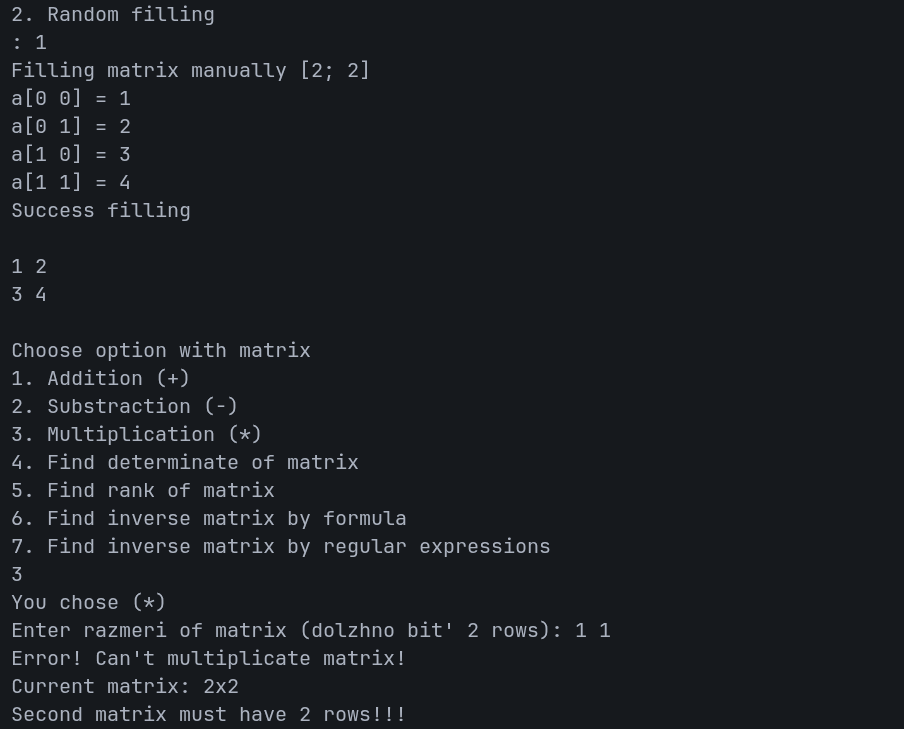 2. Random filling
: 1
Filling matrix manually [2; 2]
a[0 0] = 1
a[0 1] = 2
a[1 0] = 3
a[1 1] = 4
Success filling
1 2
3 4
Choose option with matrix
1. Addition (+)
2. Substraction (-)
3. Multiplication (*)
4. Find determinate of matrix
5. Find rank of matrix
6. Find inverse matrix by formula
7. Find inverse matrix by regular expressions
3
You chose (*)
Enter razmeri of matrix (dolzhno bit' 2 rows): 1 1
Error! Can't multiplicate matrix!
Current matrix: 2x2
Second matrix must have 2 rows!!!